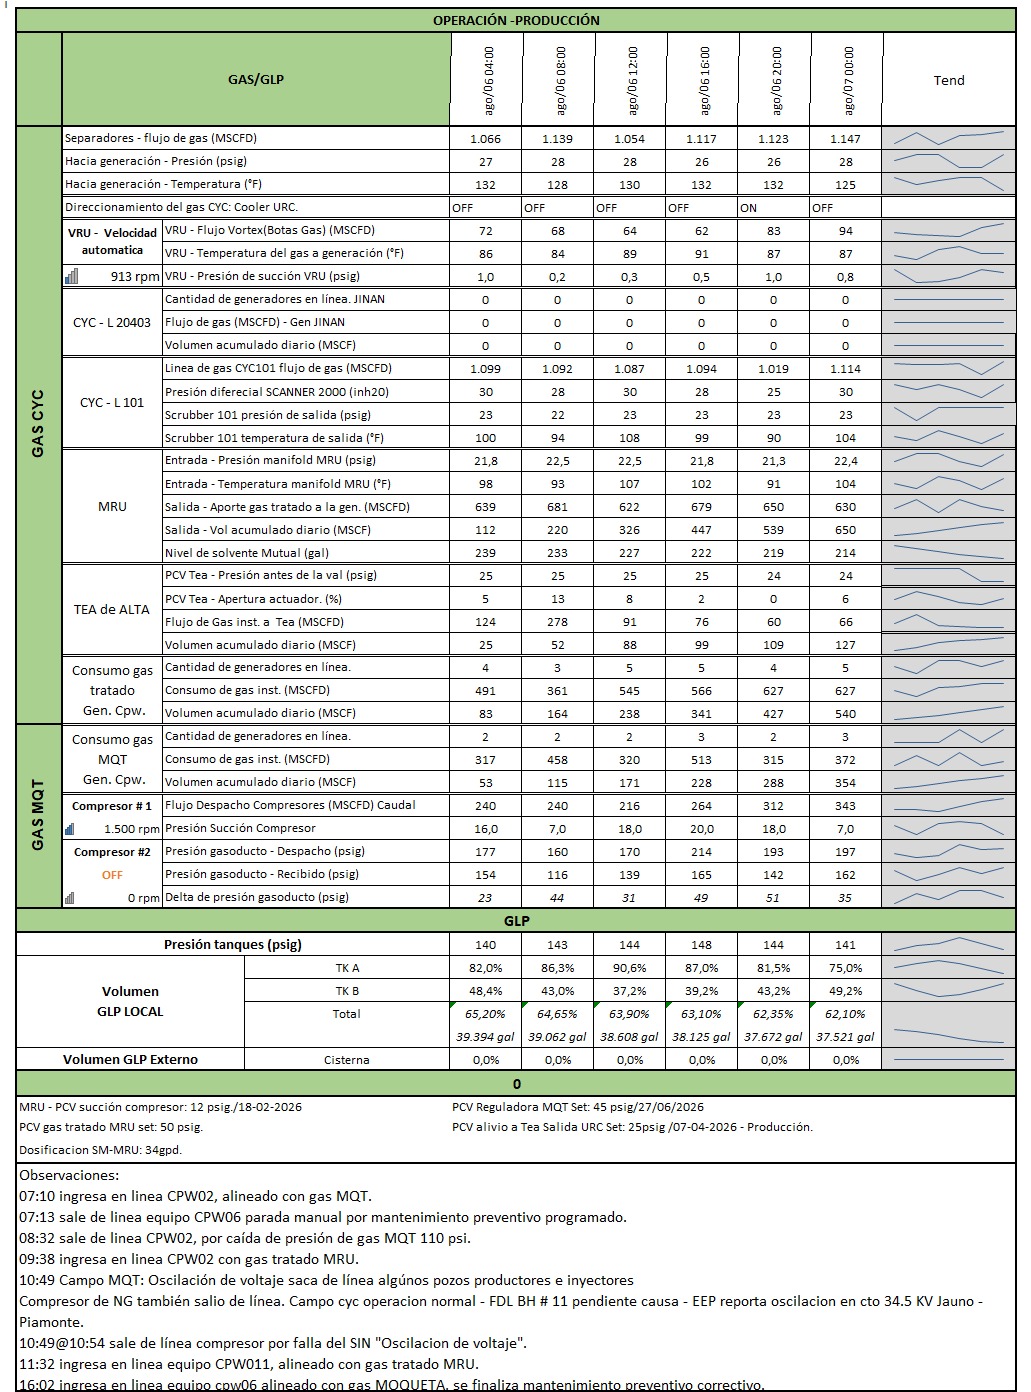 OPERACIÓN -PRODUCCIÓN
GAS/GLP ago/06 04:00 ago/06 08:00 ago/06 12:00 ago/06 16:00 ago/06 20:00 ago/07 00:00 Tend
GAS CYC
Separadores - flujo de gas (MSCFD) 1.066 1.139 1.054 1.117 1.123 1.147
Hacia generación - Presión (psig) 27 28 28 26 26 28
Hacia generación - Temperatura (°F) 132 128 130 132 132 125
Direccionamiento del gas CYC: Cooler URC. OFF OFF OFF OFF ON OFF
VRU - Velocidad automatica
913 rpm
VRU - Flujo Vortex(Botas Gas) (MSCFD) 72 68 64 62 83 94
VRU - Temperatura del gas a generación (°F) 86 84 89 91 87 87
VRU - Presión de succión VRU (psig) 1,0 0,2 0,3 0,5 1,0 0,8
CYC - L 20403
Cantidad de generadores en línea. JINAN 0 0 0 0 0 0
Flujo de gas (MSCFD) - Gen JINAN 0 0 0 0 0 0
Volumen acumulado diario (MSCF) 0 0 0 0 0 0
CYC - L 101
Linea de gas CYC101 flujo de gas (MSCFD) 1.099 1.092 1.087 1.094 1.019 1.114
Presión diferecial SCANNER 2000 (inh20) 30 28 30 28 25 30
Scrubber 101 presión de salida (psig) 23 22 23 23 23 23
Scrubber 101 temperatura de salida (°F) 100 94 108 99 90 104
MRU
Entrada - Presión manifold MRU (psig) 21,8 22,5 22,5 21,8 21,3 22,4
Entrada - Temperatura manifold MRU (°F) 98 93 107 102 91 104
Salida - Aporte gas tratado a la gen. (MSCFD) 639 681 622 679 650 630
Salida - Vol acumulado diario (MSCF) 112 220 326 447 539 650
Nivel de solvente Mutual (gal) 239 233 227 222 219 214
TEA de ALTA
PCV Tea - Presión antes de la val (psig) 25 25 25 25 24 24
PCV Tea - Apertura actuador. (%) 5 13 8 2 0 6
Flujo de Gas inst. a Tea (MSCFD) 124 278 91 76 60 66
Volumen acumulado diario (MSCF) 25 52 88 99 109 127
Consumo gas tratado Gen. Cpw.
Cantidad de generadores en línea. 4 3 5 5 4 5
Consumo de gas inst. (MSCFD) 491 361 545 566 627 627
Volumen acumulado diario (MSCF) 83 164 238 341 427 540
GAS MQT
Consumo gas MQT Gen. Cpw.
Cantidad de generadores en línea. 2 2 2 3 2 3
Consumo de gas inst. (MSCFD) 317 458 320 513 315 372
Volumen acumulado diario (MSCF) 53 115 171 228 288 354
Compresor # 1
1.500 rpm
Flujo Despacho Compresores (MSCFD) Caudal 240 240 216 264 312 343
Presión Succión Compresor 16,0 7,0 18,0 20,0 18,0 7,0
Compresor #2
OFF
0 rpm
Presión gasoducto - Despacho (psig) 177 160 170 214 193 197
Presión gasoducto - Recibido (psig) 154 116 139 165 142 162
Delta de presión gasoducto (psig) 23 44 31 49 51 35
GLP
Presión tanques (psig) 140 143 144 148 144 141
Volumen GLP LOCAL
TK A 82,0% 86,3% 90,6% 87,0% 81,5% 75,0%
TK B 48,4% 43,0% 37,2% 39,2% 43,2% 49,2%
Total 65,20% 64,65% 63,90% 63,10% 62,35% 62,10%
39.394 gal 39.062 gal 38.608 gal 38.125 gal 37.672 gal 37.521 gal
Volumen GLP Externo Cisterna 0,0% 0,0% 0,0% 0,0% 0,0% 0,0%
0
MRU - PCV succión compresor: 12 psig./18-02-2026 PCV Reguladora MQT Set: 45 psig/27/06/2026
PCV gas tratado MRU set: 50 psig. PCV alivio a Tea Salida URC Set: 25psig /07-04-2026 - Producción.
Dosificacion SM-MRU: 34gpd.
Observaciones:
07:10 ingresa en linea CPW02, alineado con gas MQT.
07:13 sale de linea equipo CPW06 parada manual por mantenimiento preventivo programado.
08:32 sale de linea CPW02, por caída de presión de gas MQT 110 psi.
09:38 ingresa en linea CPW02 con gas tratado MRU.
10:49 Campo MQT: Oscilación de voltaje saca de línea algúnos pozos productores e inyectores
Compresor de NG también salio de línea. Campo cyc operacion normal - FDL BH # 11 pendiente causa - EEP reporta oscilacion en cto 34.5 KV Jauno -
Piamonte.
10:49@10:54 sale de línea compresor por falla del SIN "Oscilacion de voltaje".
11:32 ingresa en linea equipo CPW011, alineado con gas tratado MRU.
16:02 ingresa en linea equipo cpw06 alineado con gas MOQUETA, se finaliza mantenimiento preventivo correctivo.